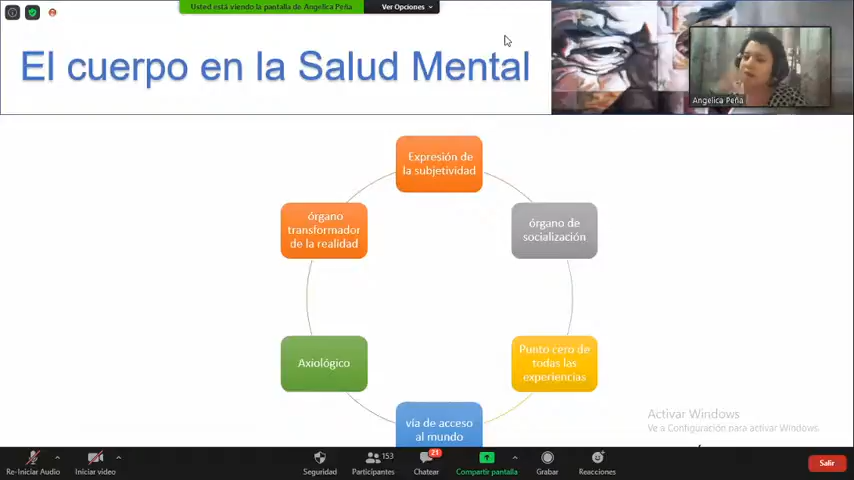 Usted está viendo la pantalla de Angelica Peña
Ver Opciones
El cuerpo en la Salud Mental
Angelica Peña
Expresión de
la subjetividad
órgano
transformador
de la realidad
órgano de
socialización
Axiológico
Punto cero de
todas las
experiencias
vía de acceso
al mundo
Activar Windows
Ve a Configuración para activar Windows.
Re-Iniciar Audio
Iniciar video
Seguridad
153
Participantes
21
Chatear
Compartir pantalla
Grabar
Reacciones
Salir